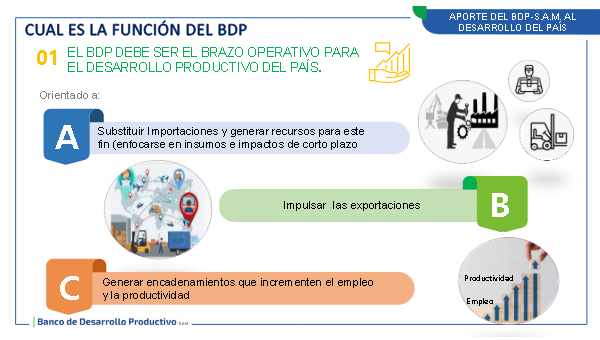 CUAL ES LA FUNCIÓN DEL BDP
APORTE DEL BDP-S.A.M, AL
DESARROLLO DEL PAÍS
01
EL BDP DEBE SER EL BRAZO OPERATIVO PARA
EL DESARROLLO PRODUCTIVO DEL PAÍS.
Orientado a:
A
Substituir Importaciones y generar recursos para este
fin (enfocarse en insumos e impactos de corto plazo
Impulsar las exportaciones
B
C
Generar encadenamientos que incrementen el empleo
y la productividad
Productividad
Empleo
Banco de Desarrollo Productivo S.A.M.